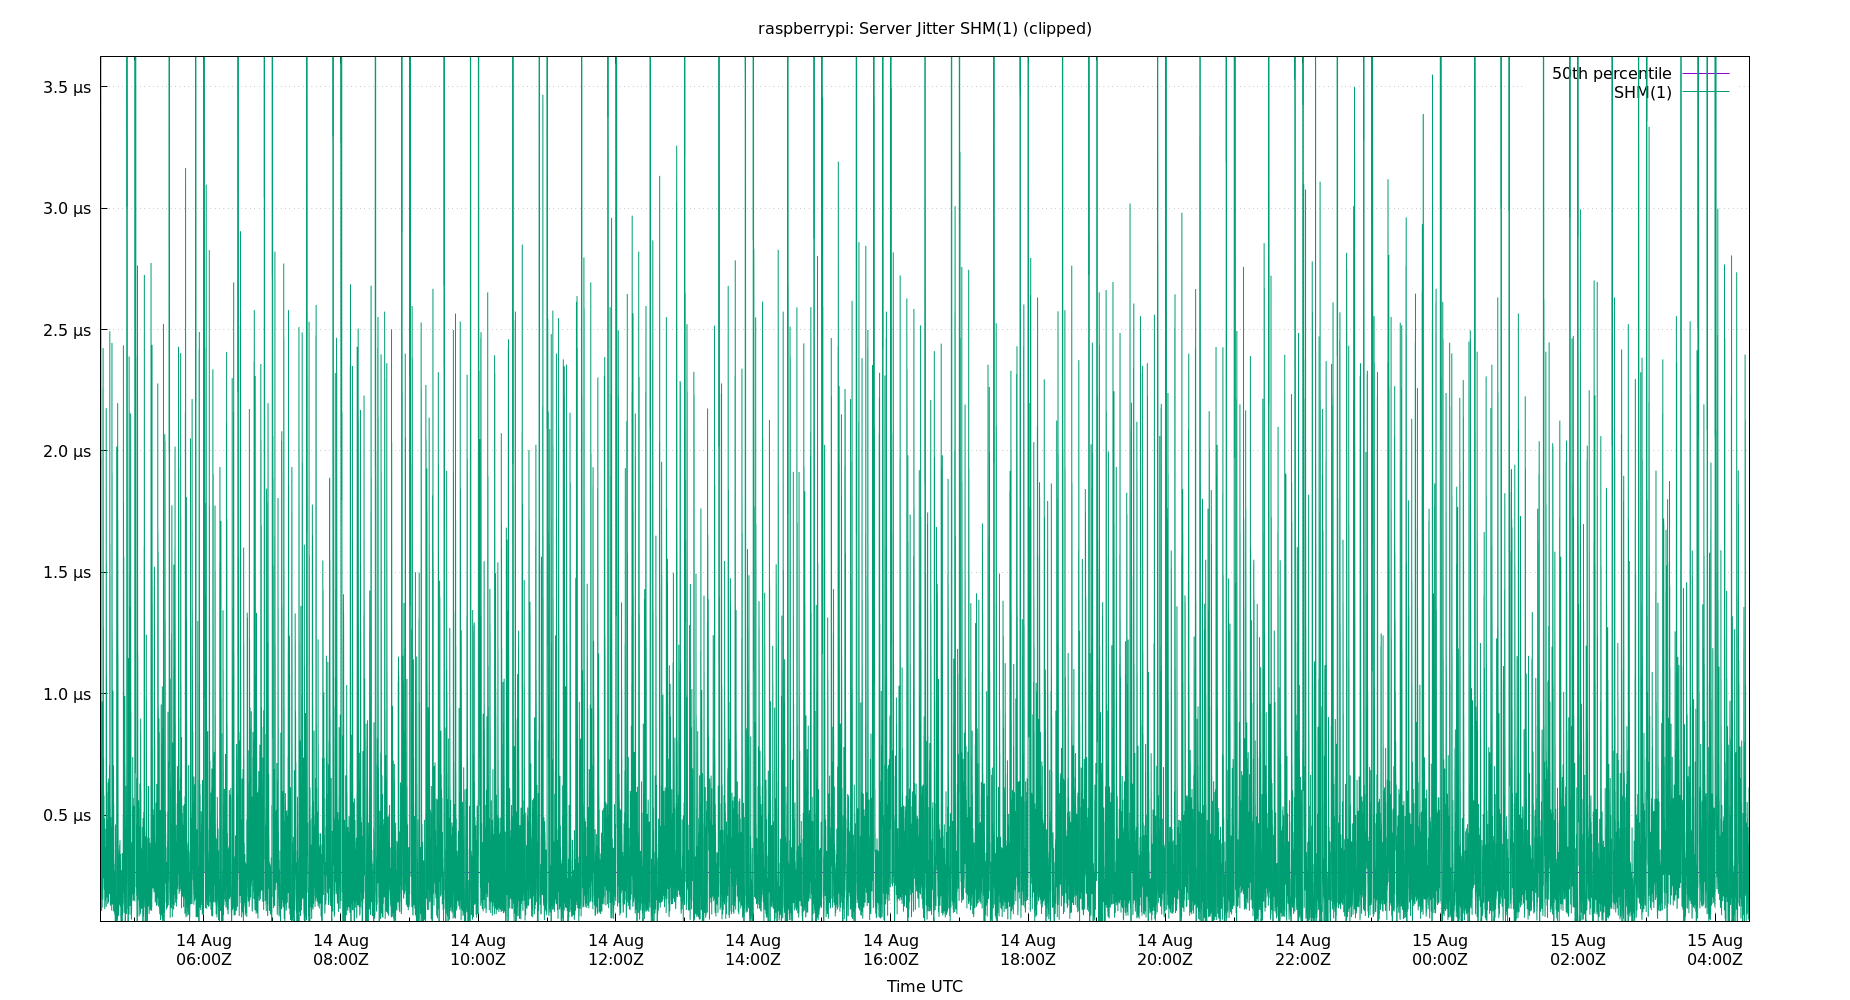 raspberrypi: Server Jitter SHM(1) (clipped)
50th percentile
SHM(1)
3.5 µs
3.0 µs
2.5 µs
2.0 µs
1.5 µs
1.0 µs
0.5 µs
14 Aug 14 Aug 14 Aug 14 Aug 14 Aug 14 Aug 14 Aug 14 Aug 14 Aug 15 Aug 15 Aug 15 Aug
06:00Z 08:00Z 10:00Z 12:00Z 14:00Z 16:00Z 18:00Z 20:00Z 22:00Z 00:00Z 02:00Z 04:00Z
Time UTC